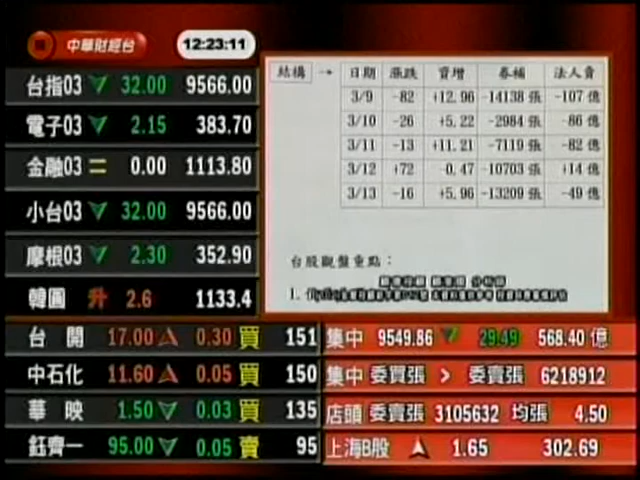 中華財經台 12:23:11
台指03 32.00 9566.00
電子03 2.15 383.70
金融03 0.00 1113.80
小台03 32.00 9566.00
摩根03 2.30 352.90
韓圜 升 2.6 1133.4
結構 → 日期 漲跌 資增 券補 法人賣
3/9 -82 +12.96 -14138 張 -107 億
3/10 -26 +5.22 -2984 張 -86 億
3/11 -13 +11.21 -7119 張 -82 億
3/12 +72 -0.47 -10703 張 +14 億
3/13 -16 +5.96 -13209 張 -49 億
台股觀盤重點：
1.
台開 17.00 0.30 買 151
中石化 11.60 0.05 買 150
華映 1.50 0.03 買 135
鈺齊一 95.00 0.05 賣 95
集中 9549.86 29.49 568.40 億
集中 委買張 > 委賣張 6218912
店頭 委賣張 3105632 均張 4.50
上海B股 1.65 302.69